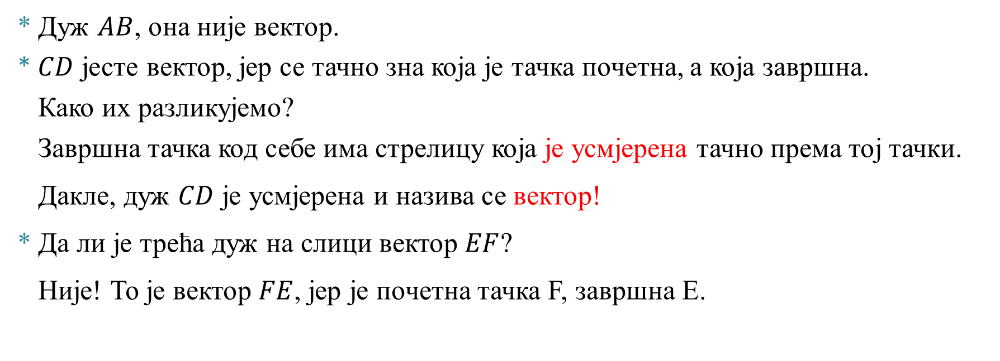 * Дуж AB, она није вектор.
* CD јесте вектор, јер се тачно зна која је тачка почетна, а која завршна.
Како их разликујемо?
Завршна тачка код себе има стрелицу која је усмјерена тачно према тој тачки.
Дакле, дуж CD је усмјерена и назива се вектор!
* Да ли је трећа дуж на слици вектор EF?
Није! То је вектор FE, јер је почетна тачка F, завршна E.